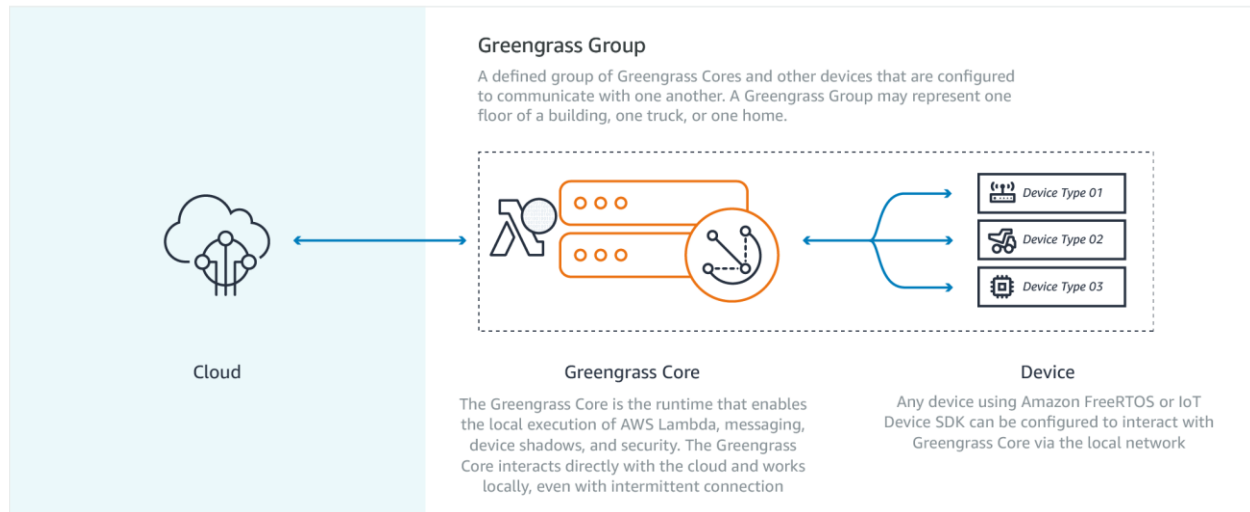 Greengrass Group
A defined group of Greengrass Cores and other devices that are configured
to communicate with one another. A Greengrass Group may represent one
floor of a building, one truck, or one home.
Device Type 01
Device Type 02
Device Type 03
Cloud
Greengrass Core
The Greengrass Core is the runtime that enables
the local execution of AWS Lambda, messaging,
device shadows, and security. The Greengrass
Core interacts directly with the cloud and works
locally, even with intermittent connection
Device
Any device using Amazon FreeRTOS or IoT
Device SDK can be configured to interact with
Greengrass Core via the local network